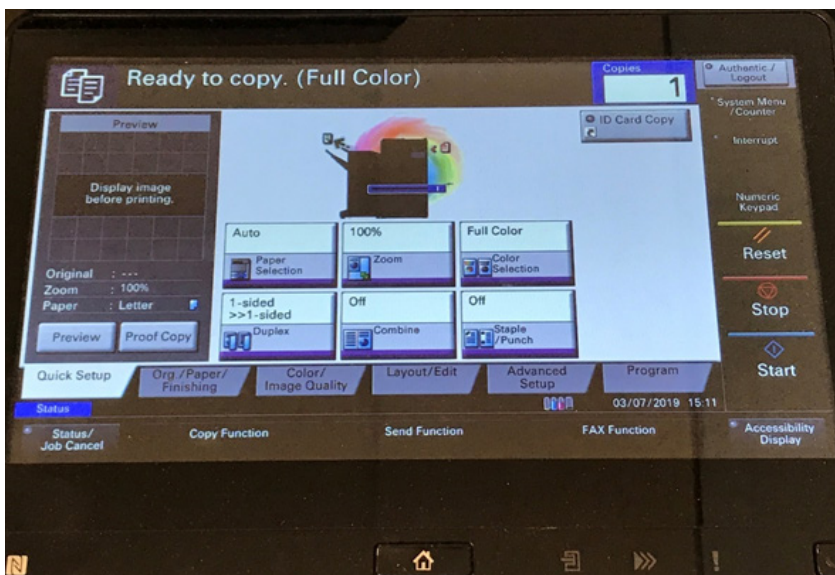 Ready to copy. (Full Color)
Copies
1
Authentic./
Logout
System Menu
/Counter
Interrupt
Numeric
Keypad
Reset
Stop
Start
Accessibility
Display
ID Card Copy
Preview
Display image
before printing.
Original : ---
Zoom : 100%
Paper : Letter
Preview
Proof Copy
Auto
Paper
Selection
100%
Zoom
Full Color
Color
Selection
1-sided
>>1-sided
Duplex
Off
Combine
Off
Staple
/Punch
Quick Setup
Org./Paper/
Finishing
Color/
Image Quality
Layout/Edit
Advanced
Setup
Program
Status
03/07/2019 15:11
Status/
Job Cancel
Copy Function
Send Function
FAX Function